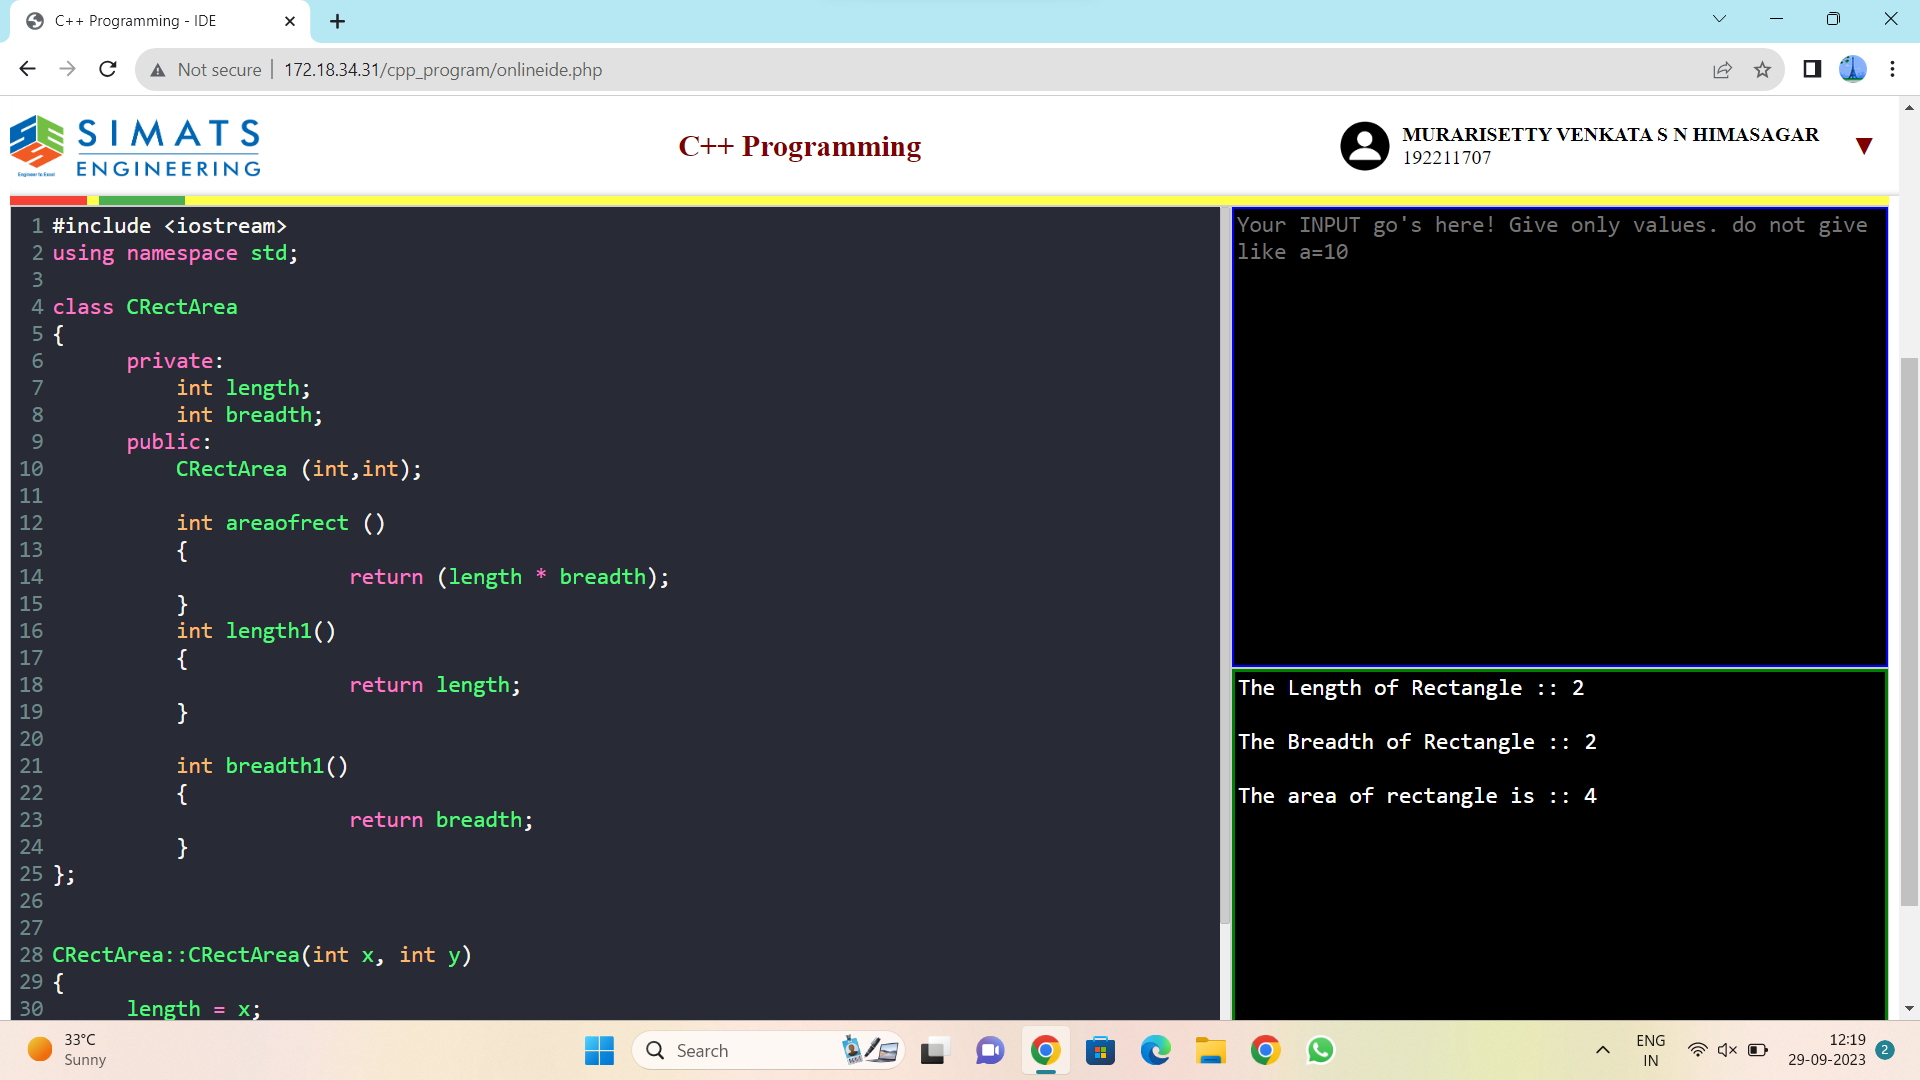 C++ Programming - IDE
Not secure
172.18.34.31/cpp_program/onlineide.php
SIMATS
ENGINEERING
Engineer to Excel
C++ Programming
MURARISETTY VENKATA S N HIMASAGAR
192211707
1 #include <iostream>
2 using namespace std;
3
4 class CRectArea
5 {
6 private:
7 int length;
8 int breadth;
9 public:
10 CRectArea (int,int);
11
12 int areaofrect ()
13 {
14 return (length * breadth);
15 }
16 int length1()
17 {
18 return length;
19 }
20
21 int breadth1()
22 {
23 return breadth;
24 }
25 };
26
27
28 CRectArea::CRectArea(int x, int y)
29 {
30 length = x;
Your INPUT go's here! Give only values. do not give
like a=10
The Length of Rectangle :: 2
The Breadth of Rectangle :: 2
The area of rectangle is :: 4
33°C
Sunny
Search
ENG
IN
12:19
29-09-2023
2